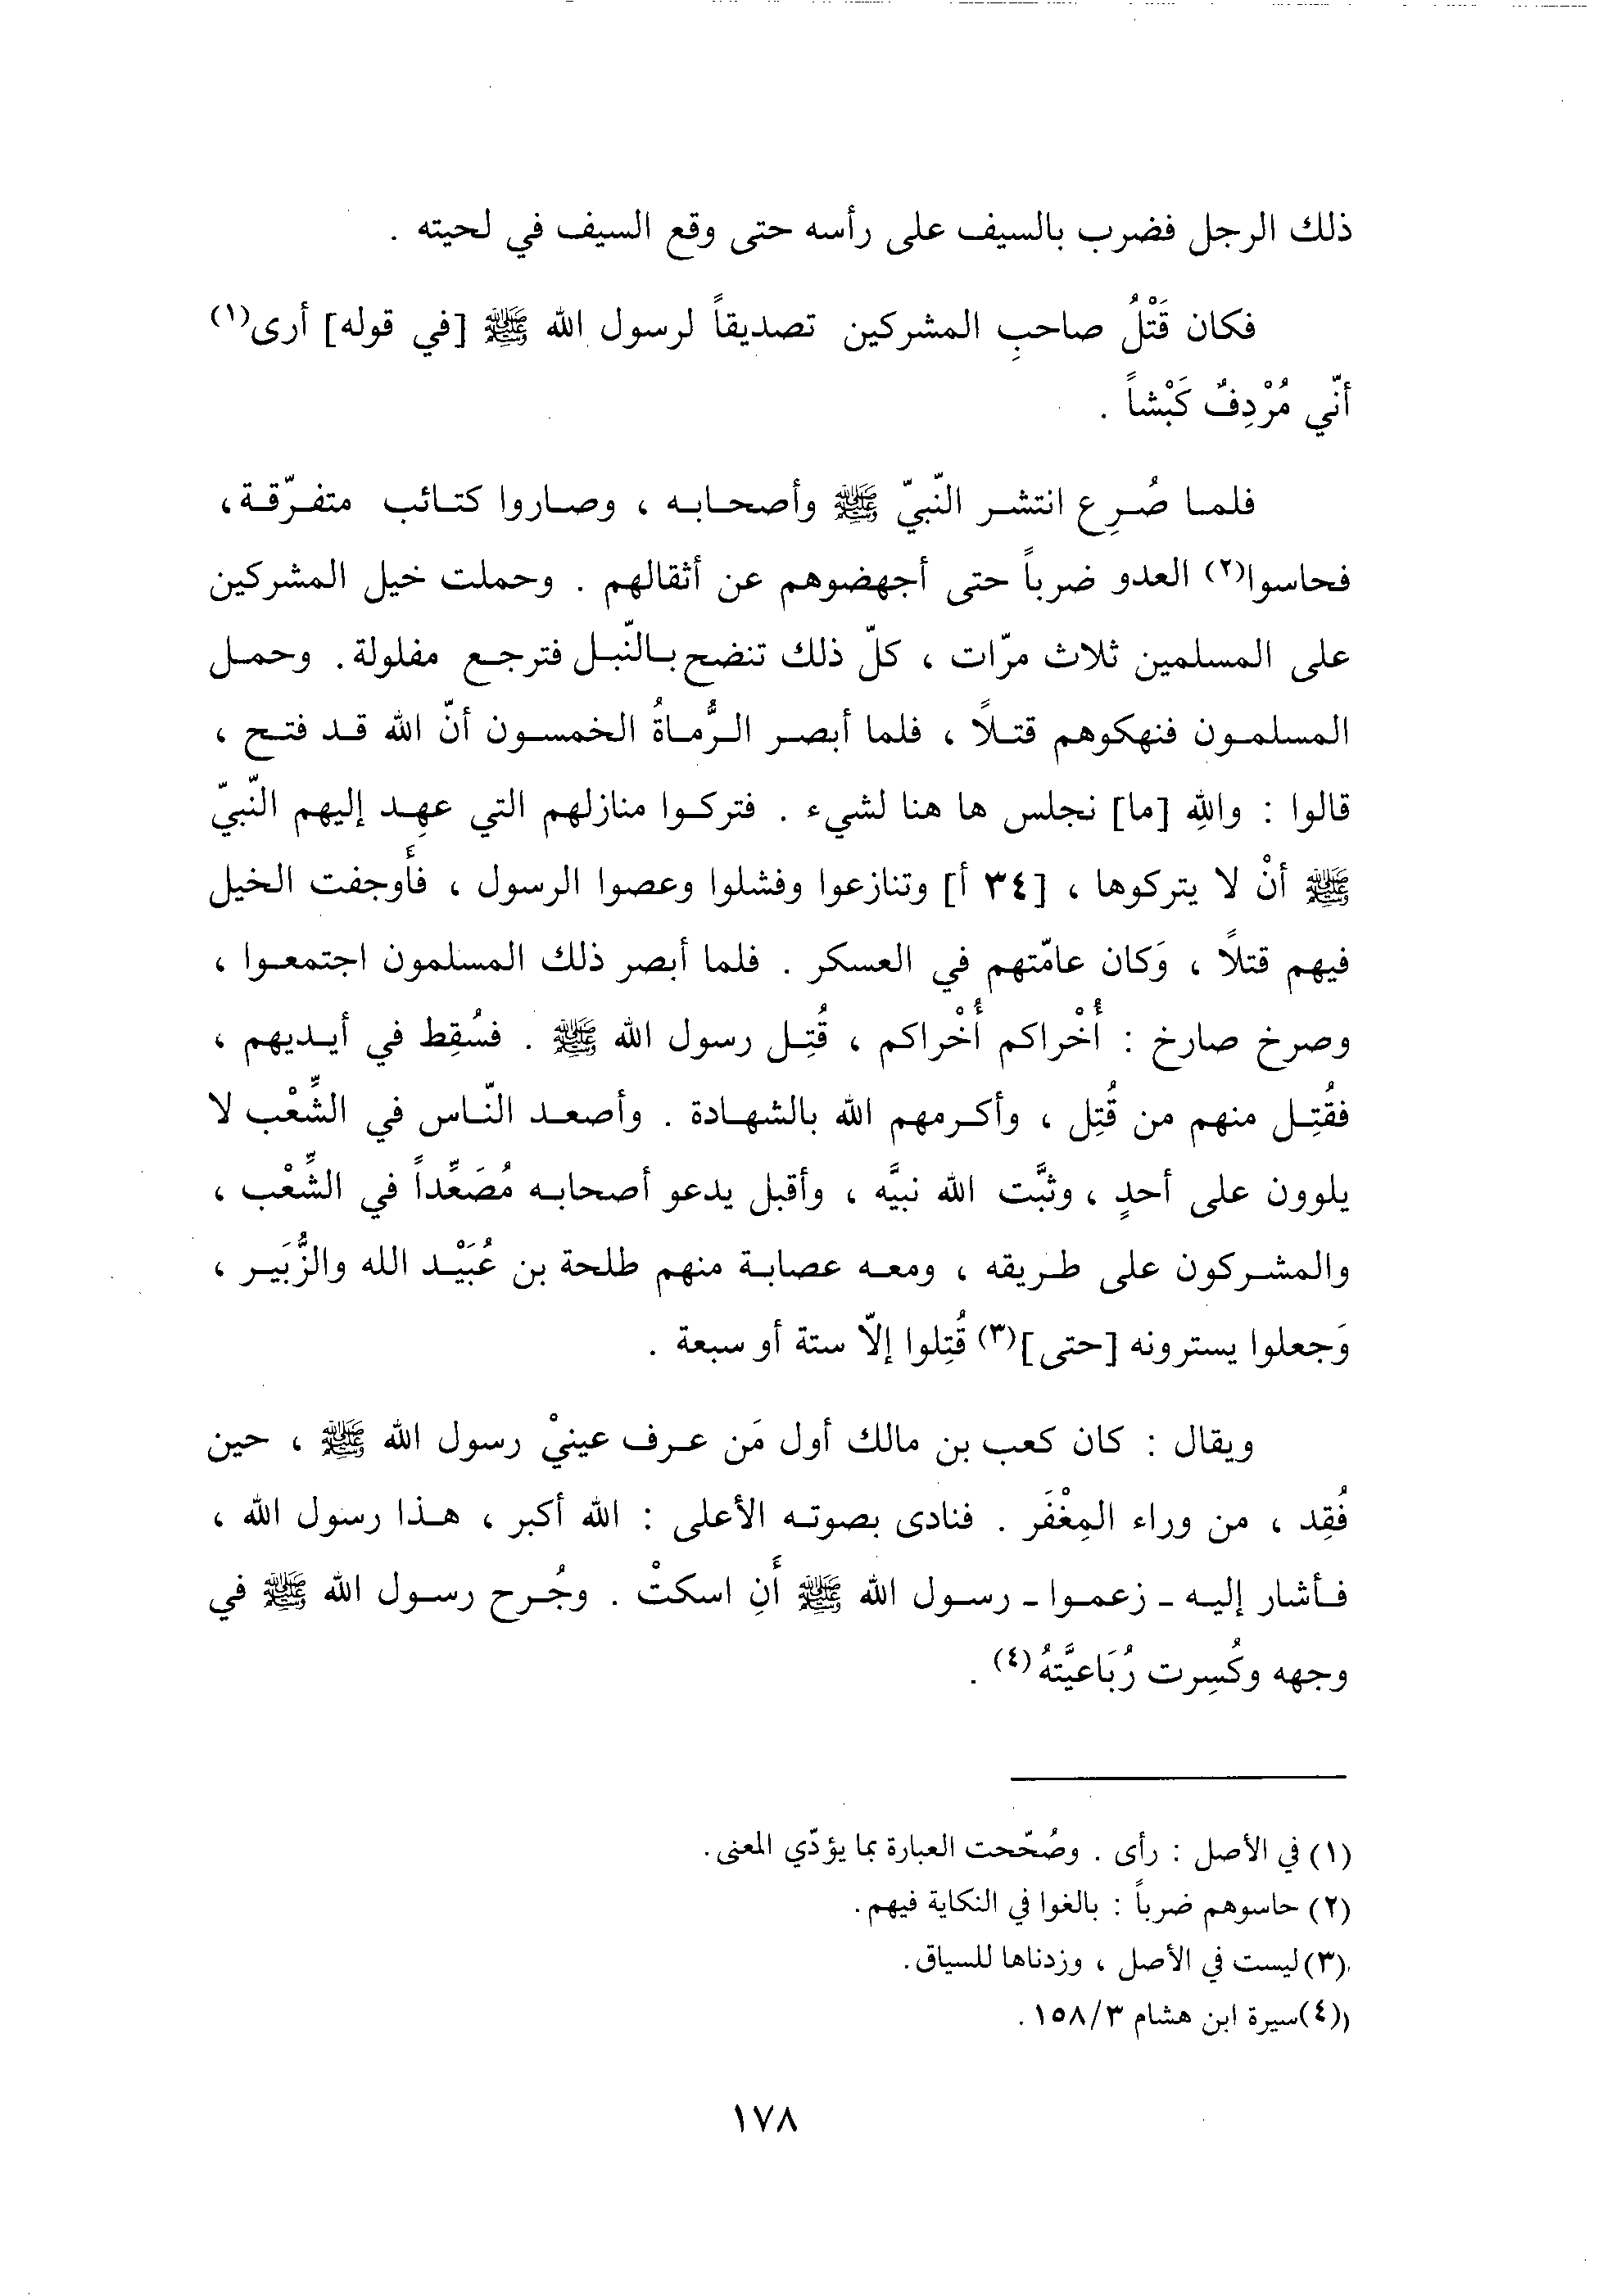 ذلك الرجل فضرب بالسيف على رأسه حتى وقع السيف في لحيته .
فكان قَتْلُ صاحبِ المشركين تصديقاً لرسول الله ﷺ [في قوله] أرى(١)
أنّي مُرْدِفٌ كَبْشاً .
فلما صُرِع انتشر النّبيّ ﷺ وأصحابه ، وصاروا كتائب متفرّقة،
فحاسوا(٢) العدو ضرباً حتى أجهضوهم عن أثقالهم . وحملت خيل المشركين
على المسلمين ثلاث مرّات ، كلّ ذلك تنضح بالنّبل فترجع مفلولة. وحمل
المسلمون فنهكوهم قتلاً ، فلما أبصر الرُّماةُ الخمسون أنّ الله قد فتح ،
قالوا : واللهِ [ما] نجلس ها هنا لشيء . فتركوا منازلهم التي عهِد إليهم النّبيّ
ﷺ أنْ لا يتركوها ، [٣٤ أ] وتنازعوا وفشلوا وعصوا الرسول ، فأَوجفت الخيل
فيهم قتلاً ، وَكان عامّتهم في العسكر . فلما أبصر ذلك المسلمون اجتمعوا ،
وصرخ صارخ : أُخْراكم أُخْراكم ، قُتِل رسول الله ﷺ . فسُقِط في أيديهم ،
فقُتِل منهم من قُتِل ، وأكرمهم الله بالشهادة . وأصعد النّاس في الشِّعْب لا
يلوون على أحدٍ ، وثبَّت الله نبيَّه ، وأقبل يدعو أصحابه مُصَعِّداً في الشِّعْب ،
والمشركون على طريقه ، ومعه عصابة منهم طلحة بن عُبَيْد الله والزُّبَير ،
وَجعلوا يسترونه [حتى](٣) قُتِلوا إلاّ ستة أو سبعة .
ويقال : كان كعب بن مالك أول مَن عرف عينيْ رسول الله ﷺ ، حين
فُقِد ، من وراء المِغْفَر . فنادى بصوته الأعلى : الله أكبر ، هذا رسول الله ،
فأشار إليه - زعموا - رسول الله ﷺ أَنِ اسكتْ . وجُرح رسول الله ﷺ في
وجهه وكُسِرت رُبَاعيَّتهُ(٤) .
(١) في الأصل : رأى . وصُحّحت العبارة بما يؤدّي المعنى.
(٢) حاسوهم ضرباً : بالغوا في النكاية فيهم.
(٣) ليست في الأصل ، وزدناها للسياق.
(٤) سيرة ابن هشام ١٥٨/٣ .
١٧٨